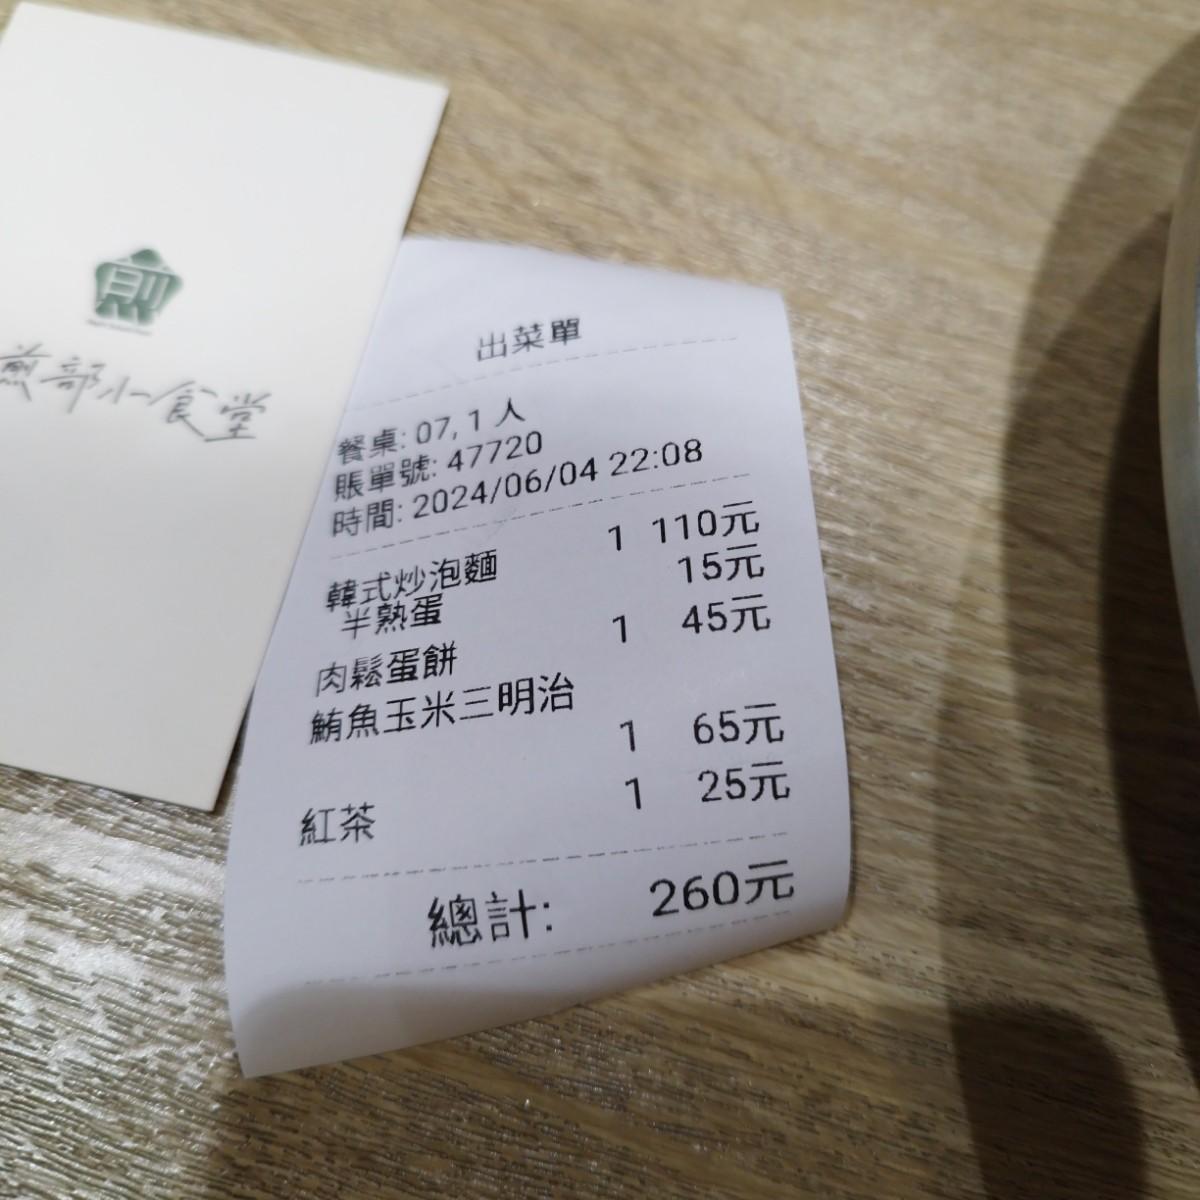 煎
煎部小食堂
出菜單
餐桌: 07, 1 人
賬單號: 47720
時間: 2024/06/04 22:08
韓式炒泡麵 1 110元
半熟蛋 15元
肉鬆蛋餅 1 45元
鮪魚玉米三明治
1 65元
紅茶 1 25元
總計: 260元